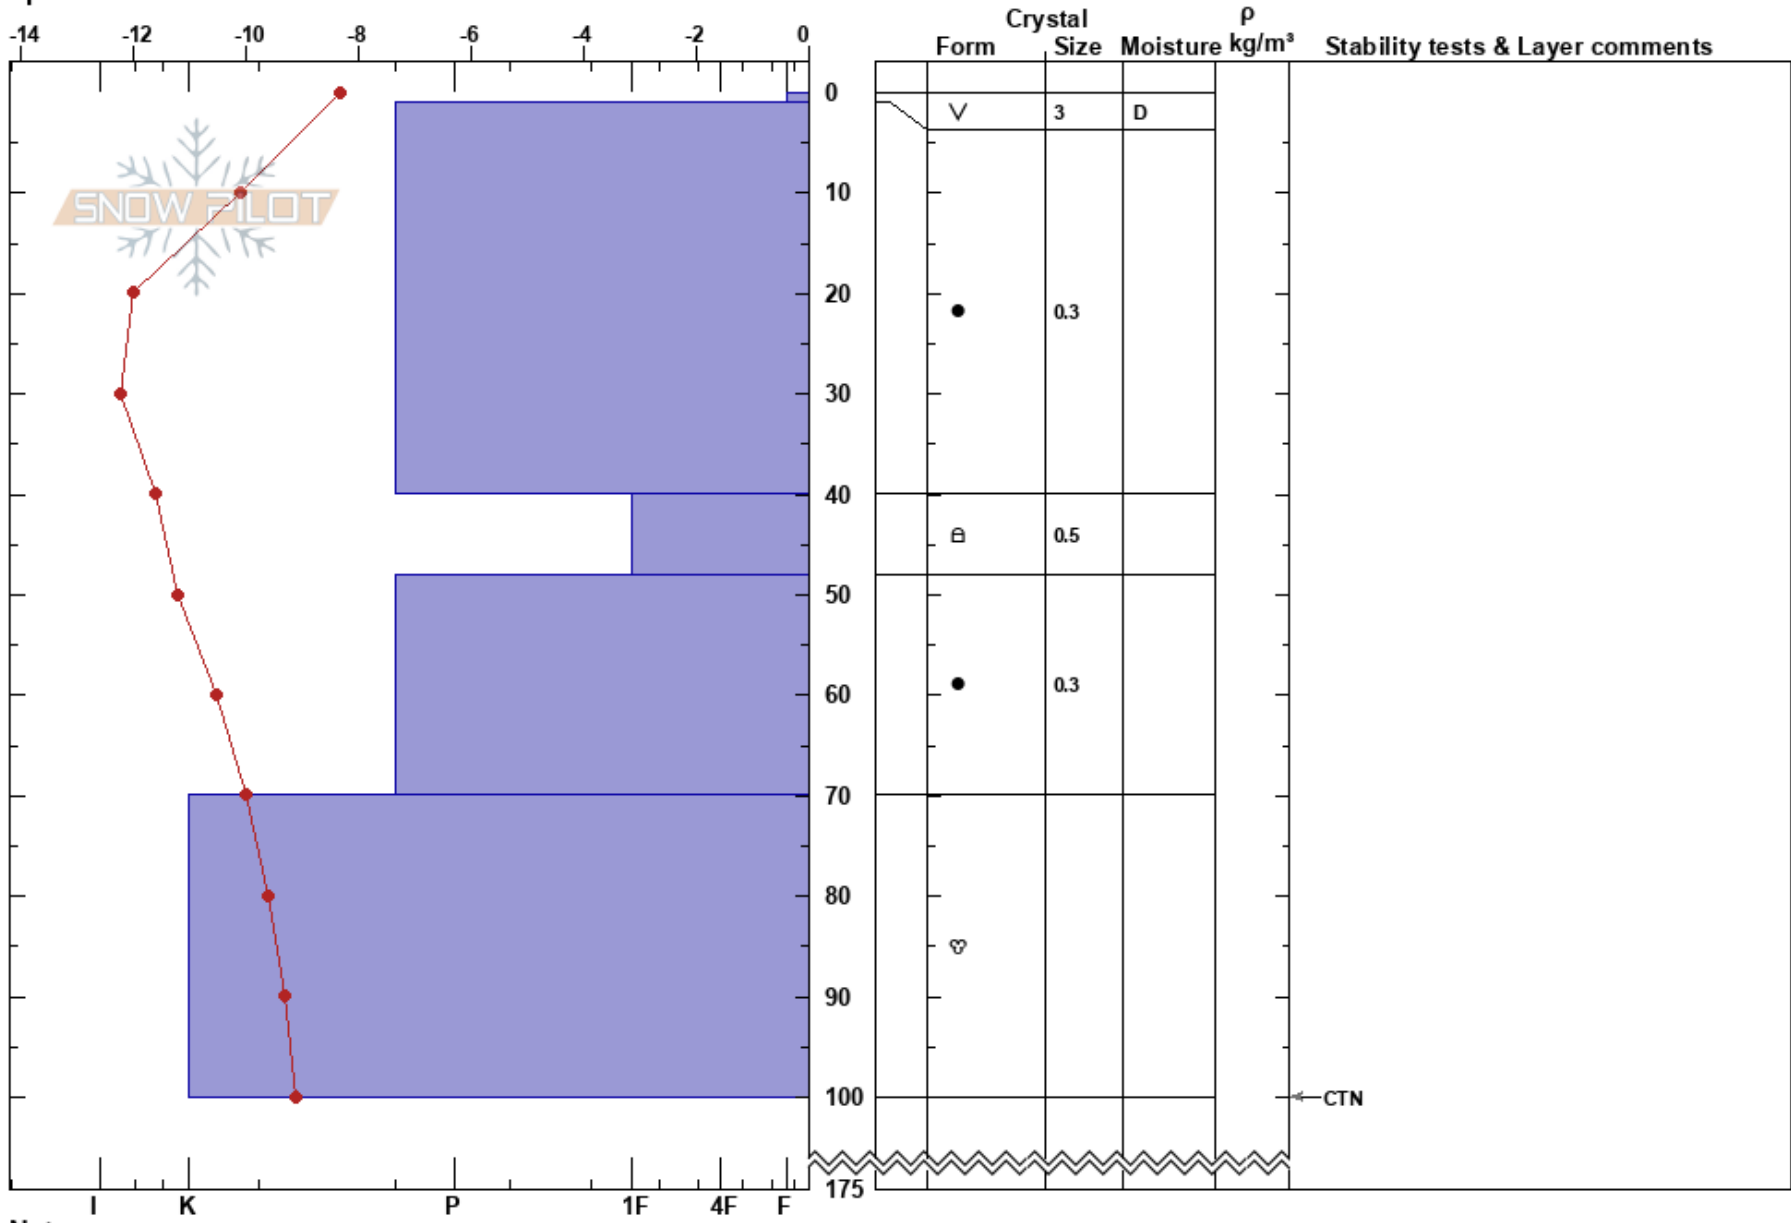 Crystal ρ
-14 -12 -10 -8 -6 -4 -2 0 Form Size Moisture kg/m³ Stability tests & Layer comments
0
3 D
SNOW PILOT
10
20
0.3
30
40
0.5
50
0.3
60
70
80
90
100 CTN
175
I K P 1F 4F F